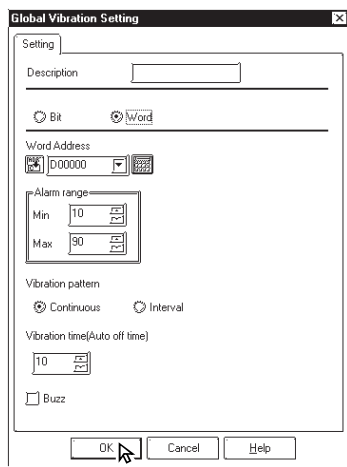 Global Vibration Setting
Setting
Description
Bit Word
Word Address
D00000
Alarm range
Min 10
Max 90
Vibration pattern
Continuous Interval
Vibration time(Auto off time)
10
Buzz
OK Cancel Help